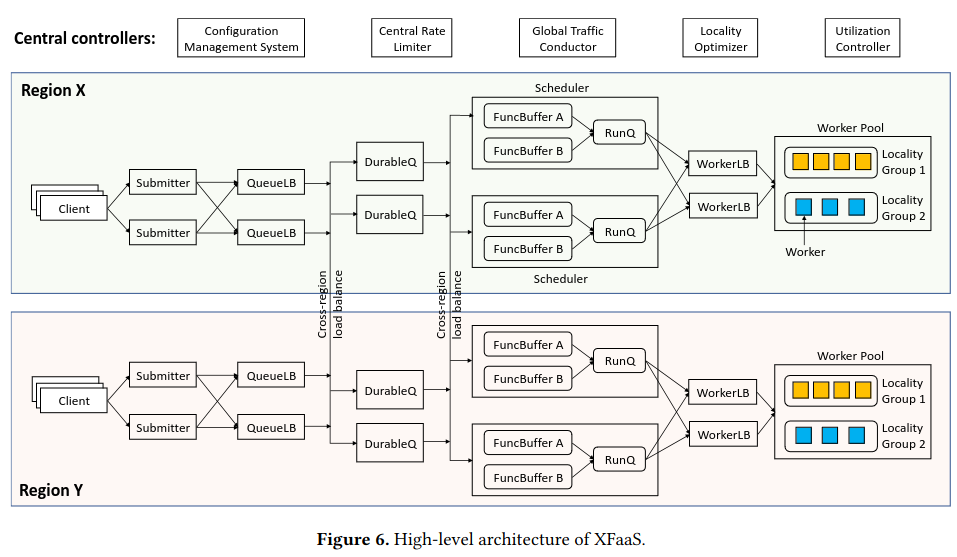 Central controllers:
Configuration
Management System
Central Rate
Limiter
Global Traffic
Conductor
Locality
Optimizer
Utilization
Controller
Region X
Client
Submitter
Submitter
QueueLB
QueueLB
Cross-region
load balance
DurableQ
DurableQ
Cross-region
load balance
Scheduler
FuncBuffer A
FuncBuffer B
RunQ
FuncBuffer A
FuncBuffer B
RunQ
Scheduler
WorkerLB
WorkerLB
Worker Pool
Locality
Group 1
Locality
Group 2
Worker
Client
Submitter
Submitter
QueueLB
QueueLB
DurableQ
DurableQ
FuncBuffer A
FuncBuffer B
RunQ
FuncBuffer A
FuncBuffer B
RunQ
WorkerLB
WorkerLB
Worker Pool
Locality
Group 1
Locality
Group 2
Region Y
Figure 6. High-level architecture of XFaaS.